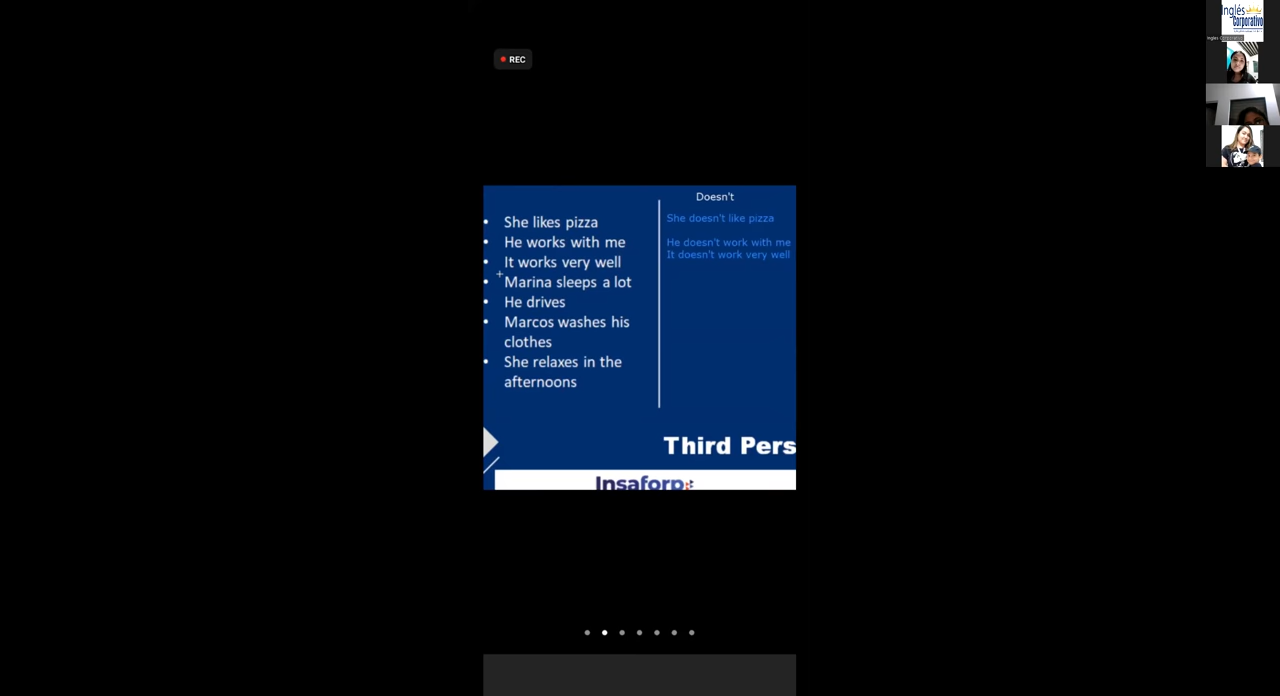 REC
Inglés
Corporativo
Ingles Corporativo
Doesn't
She likes pizza
He works with me
It works very well
Marina sleeps a lot
He drives
Marcos washes his
clothes
She relaxes in the
afternoons
She doesn't like pizza
He doesn't work with me
It doesn't work very well
Third Pers
Insaforp